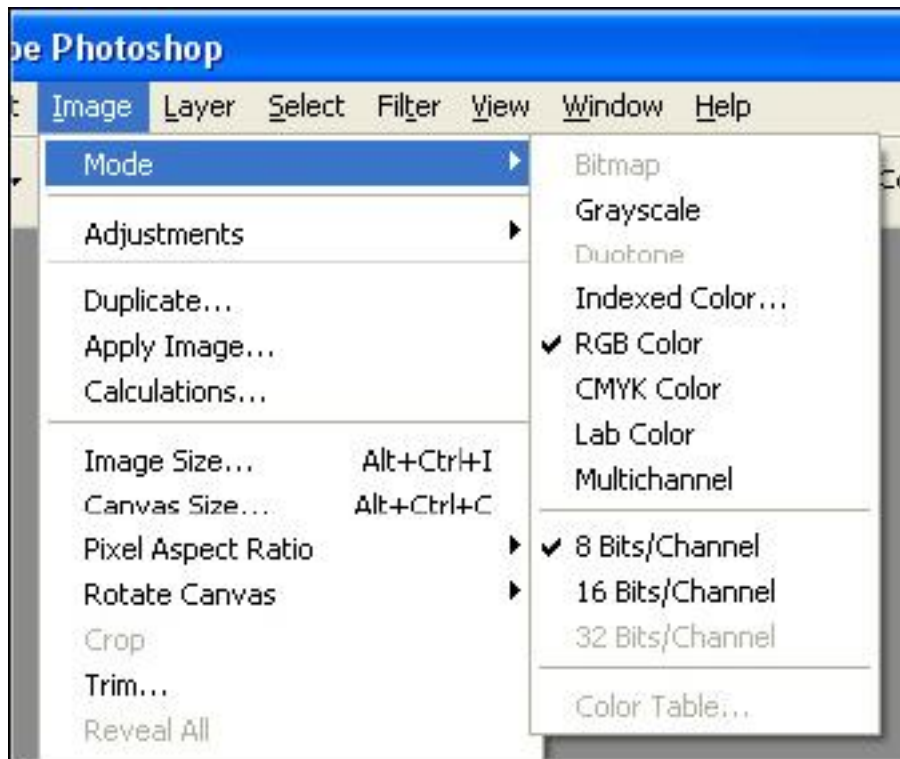 be Photoshop
t Image Layer Select Filter View Window Help
Mode
Adjustments
Duplicate...
Apply Image...
Calculations...
Image Size... Alt+Ctrl+I
Canvas Size... Alt+Ctrl+C
Pixel Aspect Ratio
Rotate Canvas
Crop
Trim...
Reveal All
Bitmap
Grayscale
Duotone
Indexed Color...
RGB Color
CMYK Color
Lab Color
Multichannel
8 Bits/Channel
16 Bits/Channel
32 Bits/Channel
Color Table...